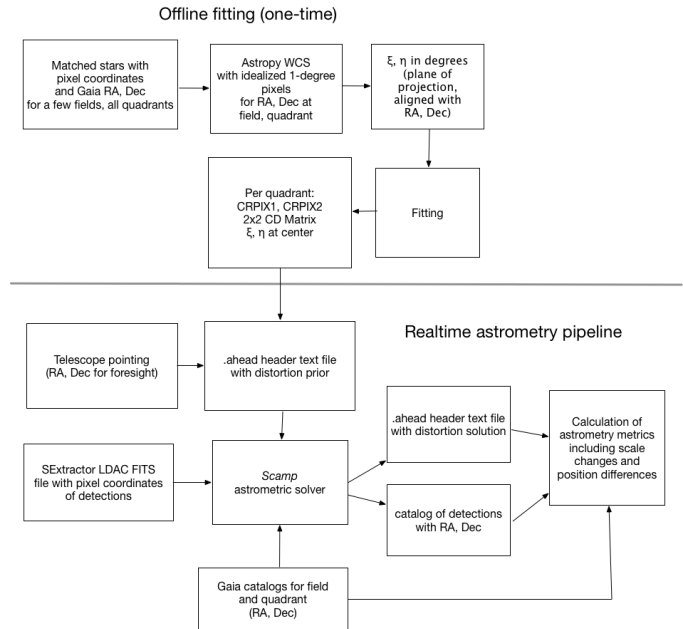 Offline fitting (one-time)
Matched stars with
pixel coordinates
and Gaia RA, Dec
for a few fields, all quadrants
Astropy WCS
with idealized 1-degree
pixels
for RA, Dec at
field, quadrant
ξ, η in degrees
(plane of
projection,
aligned with
RA, Dec)
Per quadrant:
CRPIX1, CRPIX2
2x2 CD Matrix
ξ, η at center
Fitting
Realtime astrometry pipeline
Telescope pointing
(RA, Dec for foresight)
.ahead header text file
with distortion prior
SExtractor LDAC FITS
file with pixel coordinates
of detections
Scamp
astrometric solver
.ahead header text file
with distortion solution
catalog of detections
with RA, Dec
Calculation of
astrometry metrics
including scale
changes and
position differences
Gaia catalogs for field
and quadrant
(RA, Dec)